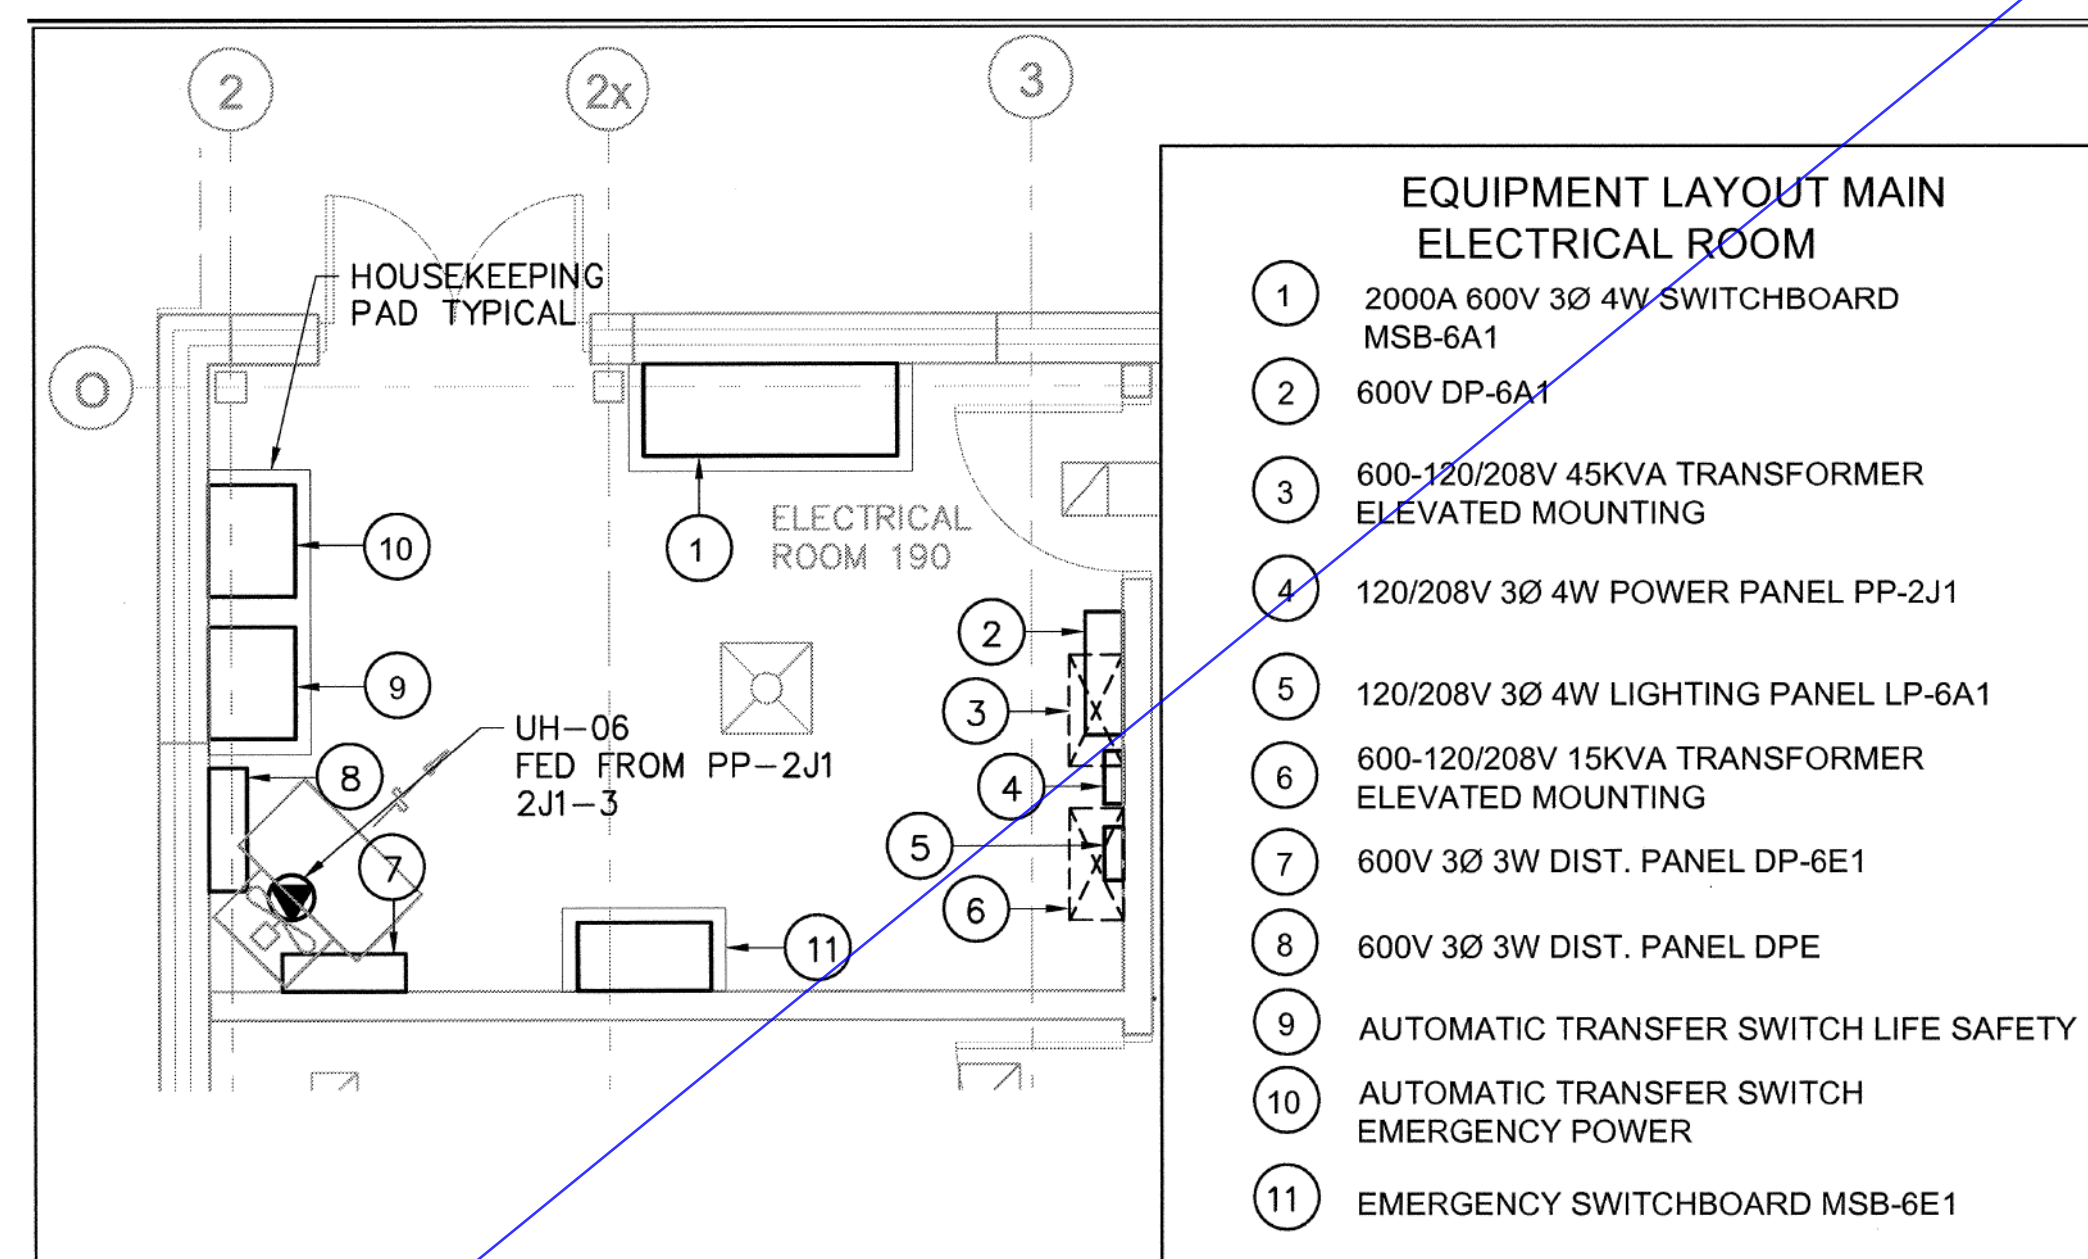 2
2x
3
O
HOUSEKEEPING
PAD TYPICAL
ELECTRICAL
ROOM 190
1
10
9
2
3
UH-06
FED FROM PP-2J1
2J1-3
8
7
4
5
6
11
x
x
EQUIPMENT LAYOUT MAIN
ELECTRICAL ROOM
1 2000A 600V 3Ø 4W SWITCHBOARD
MSB-6A1
2 600V DP-6A1
3 600-120/208V 45KVA TRANSFORMER
ELEVATED MOUNTING
4 120/208V 3Ø 4W POWER PANEL PP-2J1
5 120/208V 3Ø 4W LIGHTING PANEL LP-6A1
6 600-120/208V 15KVA TRANSFORMER
ELEVATED MOUNTING
7 600V 3Ø 3W DIST. PANEL DP-6E1
8 600V 3Ø 3W DIST. PANEL DPE
9 AUTOMATIC TRANSFER SWITCH LIFE SAFETY
10 AUTOMATIC TRANSFER SWITCH
EMERGENCY POWER
11 EMERGENCY SWITCHBOARD MSB-6E1